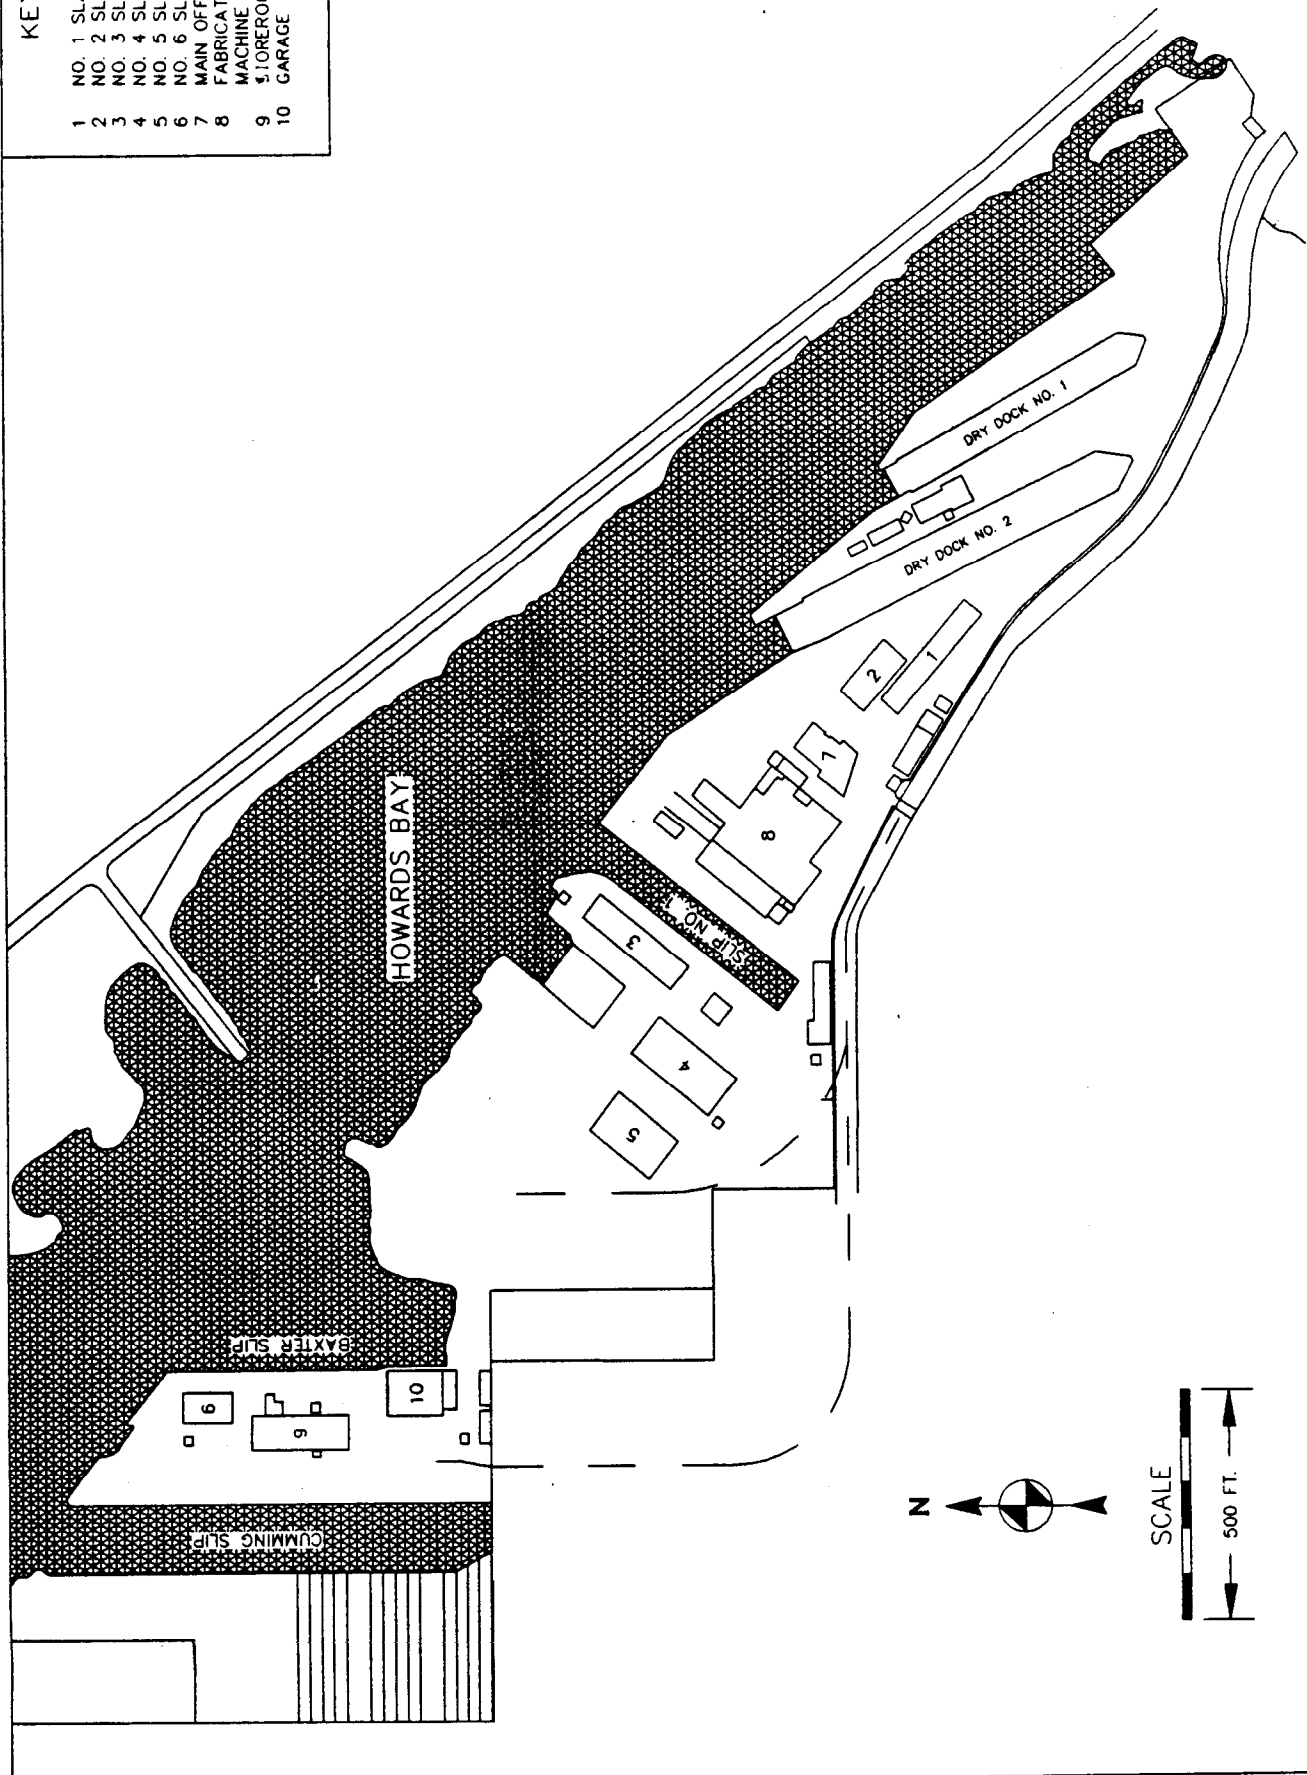 KEY
1 NO. 1 SL
2 NO. 2 SL
3 NO. 3 SL
4 NO. 4 SL
5 NO. 5 SL
6 NO. 6 SL
7 MAIN OFF
8 FABRICAT
MACHINE
9 STOREROO
10 GARAGE
HOWARDS BAY
DRY DOCK NO. 1
DRY DOCK NO. 2
1
2
7
8
SLIP NO. 1
3
4
5
BAXTER SLIP
6
9
10
CUMMING SLIP
N
SCALE
500 FT.